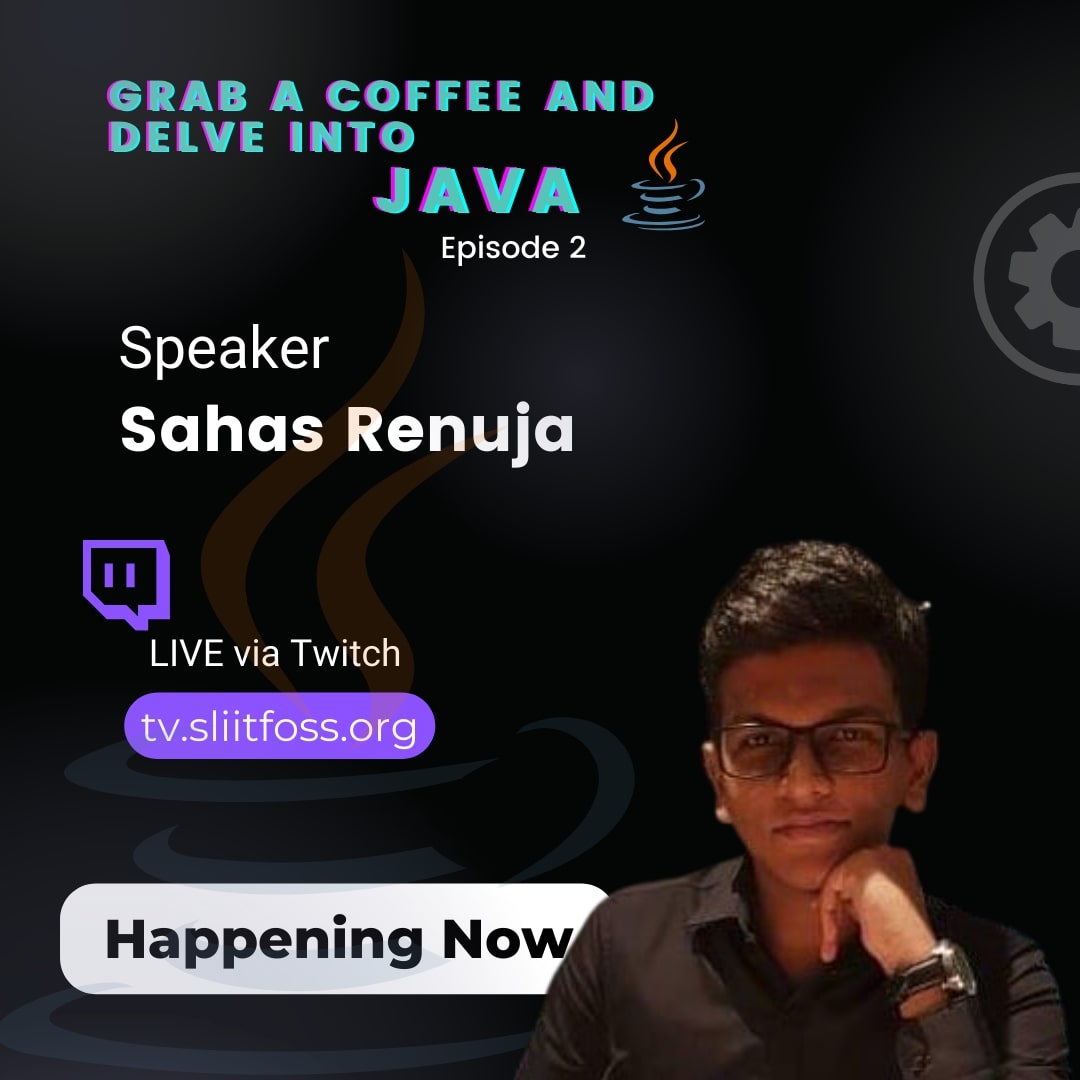 GRAB A COFFEE AND
DELVE INTO
JAVA
Episode 2
Speaker
Sahas Renuja
LIVE via Twitch
tv.sliitfoss.org
Happening Now